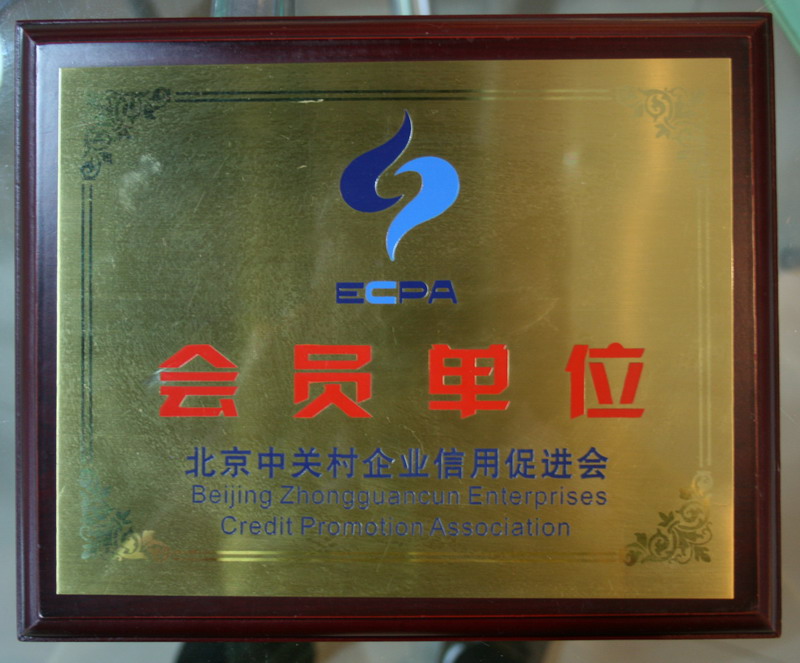 ECPA
会员单位
北京中关村企业信用促进会
Beijing Zhongguancun Enterprises
Credit Promotion Association